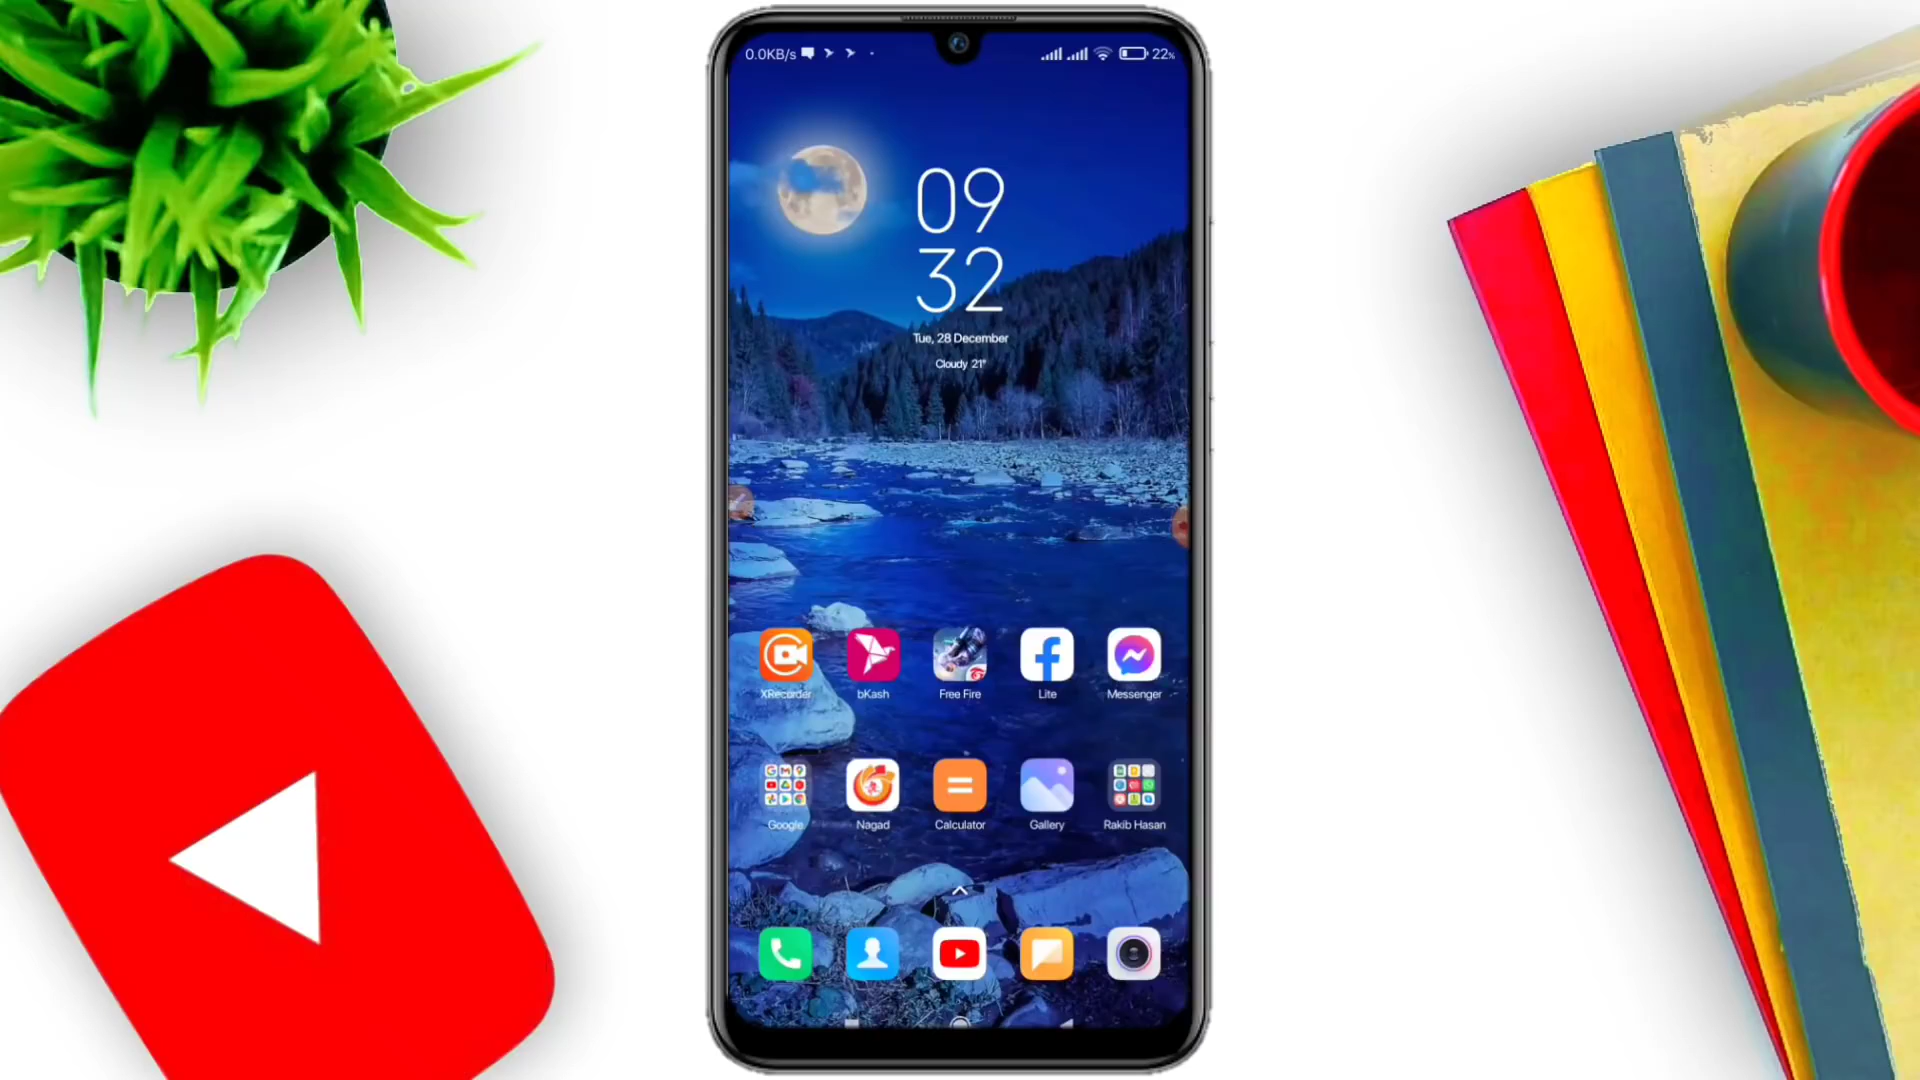 0.0KB/s
22%
09
32
Tue, 28 December
Cloudy 21°
XRecorder
bKash
Free Fire
Lite
Messenger
Google
Nagad
Calculator
Gallery
Rakib Hasan